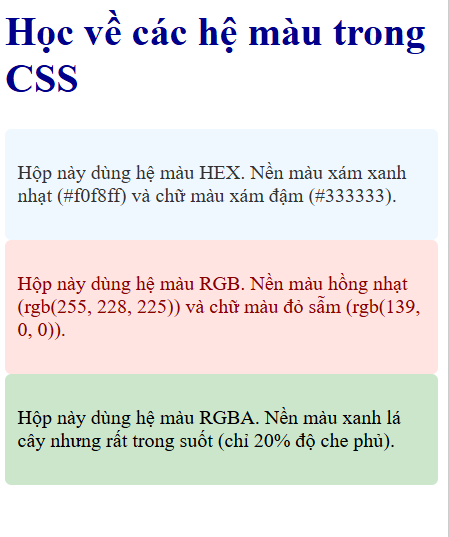 Học về các hệ màu trong
CSS
Hộp này dùng hệ màu HEX. Nền màu xám xanh
nhạt (#f0f8ff) và chữ màu xám đậm (#333333).
Hộp này dùng hệ màu RGB. Nền màu hồng nhạt
(rgb(255, 228, 225)) và chữ màu đỏ sẫm (rgb(139,
0, 0)).
Hộp này dùng hệ màu RGBA. Nền màu xanh lá
cây nhưng rất trong suốt (chỉ 20% độ che phủ).